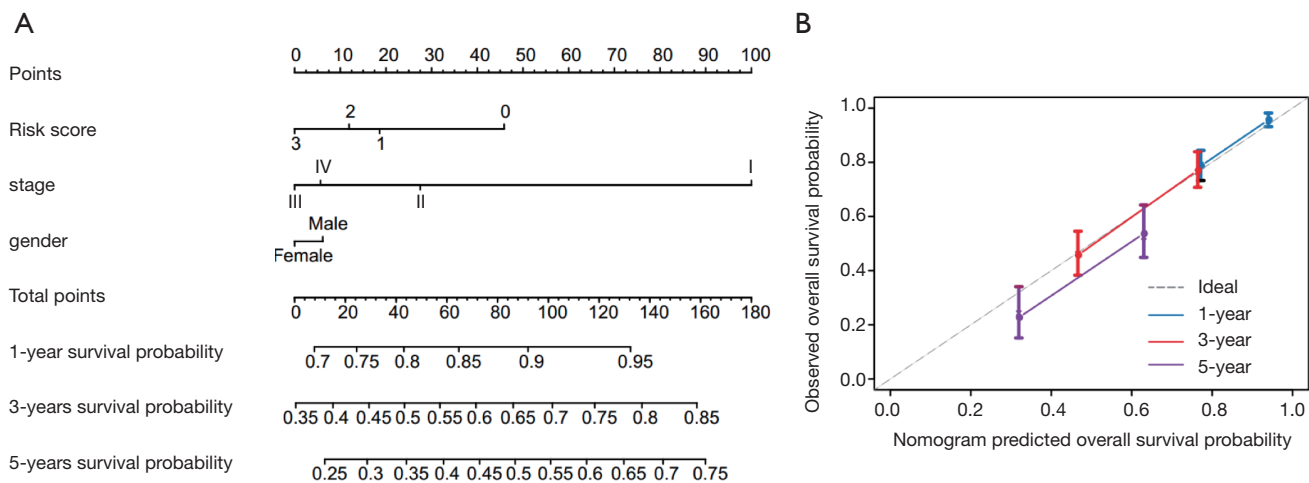 A
Points
0 10 20 30 40 50 60 70 80 90 100
Risk score
2 0
3 1
stage
IV I
III II
gender
Male
Female
Total points
0 20 40 60 80 100 120 140 160 180
1-year survival probability
0.7 0.75 0.8 0.85 0.9 0.95
3-years survival probability
0.35 0.4 0.45 0.5 0.55 0.6 0.65 0.7 0.75 0.8 0.85
5-years survival probability
0.25 0.3 0.35 0.4 0.45 0.5 0.55 0.6 0.65 0.7 0.75
B
Observed overall survival probability
1.0
0.8
0.6
0.4
0.2
0.0
Ideal
1-year
3-year
5-year
0.0 0.2 0.4 0.6 0.8 1.0
Nomogram predicted overall survival probability